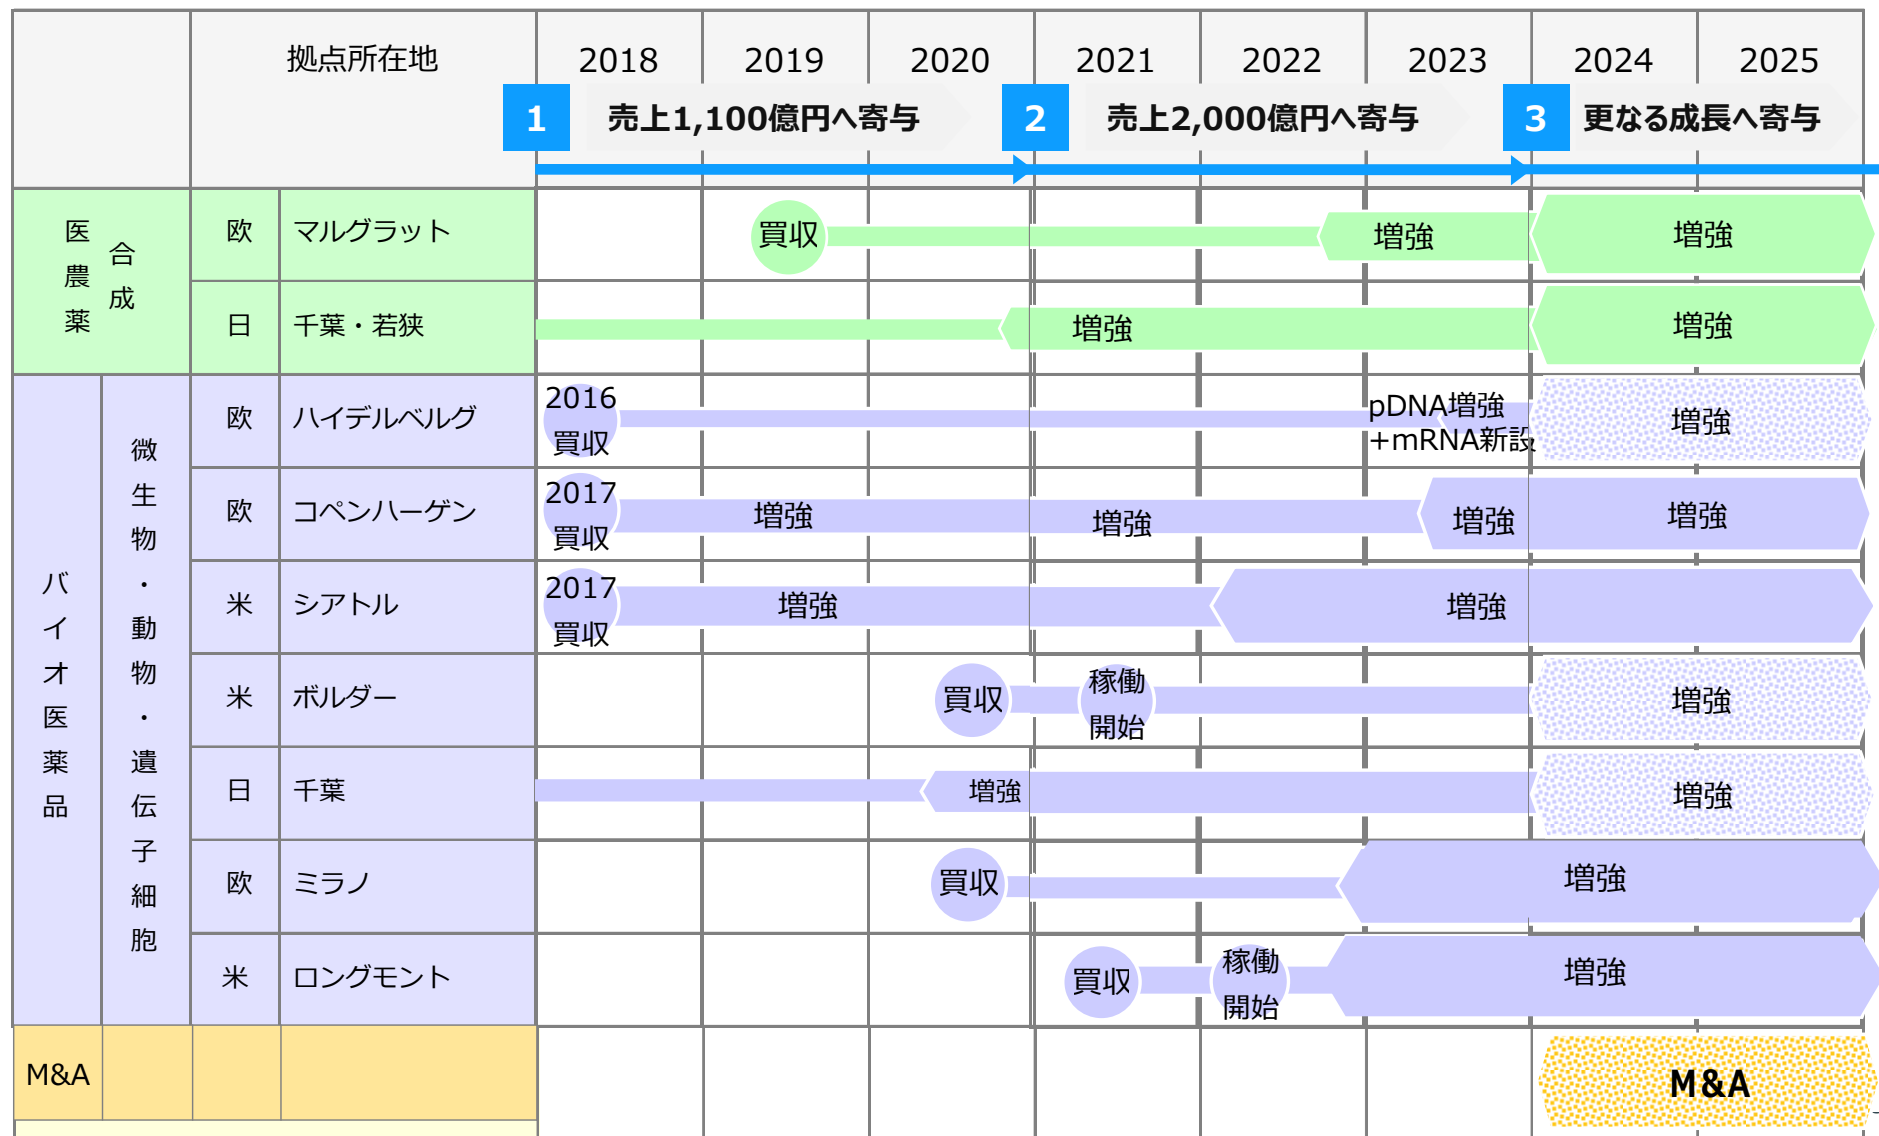 拠点所在地 2018 2019 2020 2021 2022 2023 2024 2025
1 売上1,100億円へ寄与 2 売上2,000億円へ寄与 3 更なる成長へ寄与
医農薬
合成
欧 マルグラット 買収 増強 増強
日 千葉・若狭 増強 増強
バイオ医薬品
微生物・動物・遺伝子細胞
欧 ハイデルベルグ
2016
買収
pDNA増強
+mRNA新設
増強
欧 コペンハーゲン
2017
買収
増強 増強 増強 増強
米 シアトル
2017
買収
増強 増強
米 ボルダー 買収
稼働
開始
増強
日 千葉 増強 増強
欧 ミラノ 買収 増強
米 ロングモント 買収
稼働
開始
増強
M&A M&A